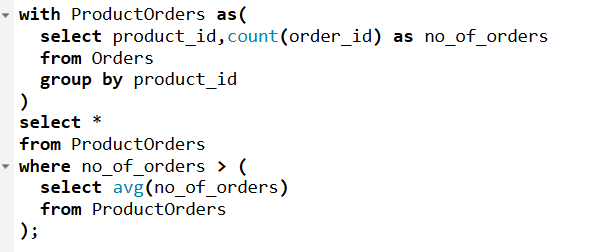 with ProductOrders as(
  select product_id,count(order_id) as no_of_orders
  from Orders
  group by product_id
)
select *
from ProductOrders
where no_of_orders > (
  select avg(no_of_orders)
  from ProductOrders
);